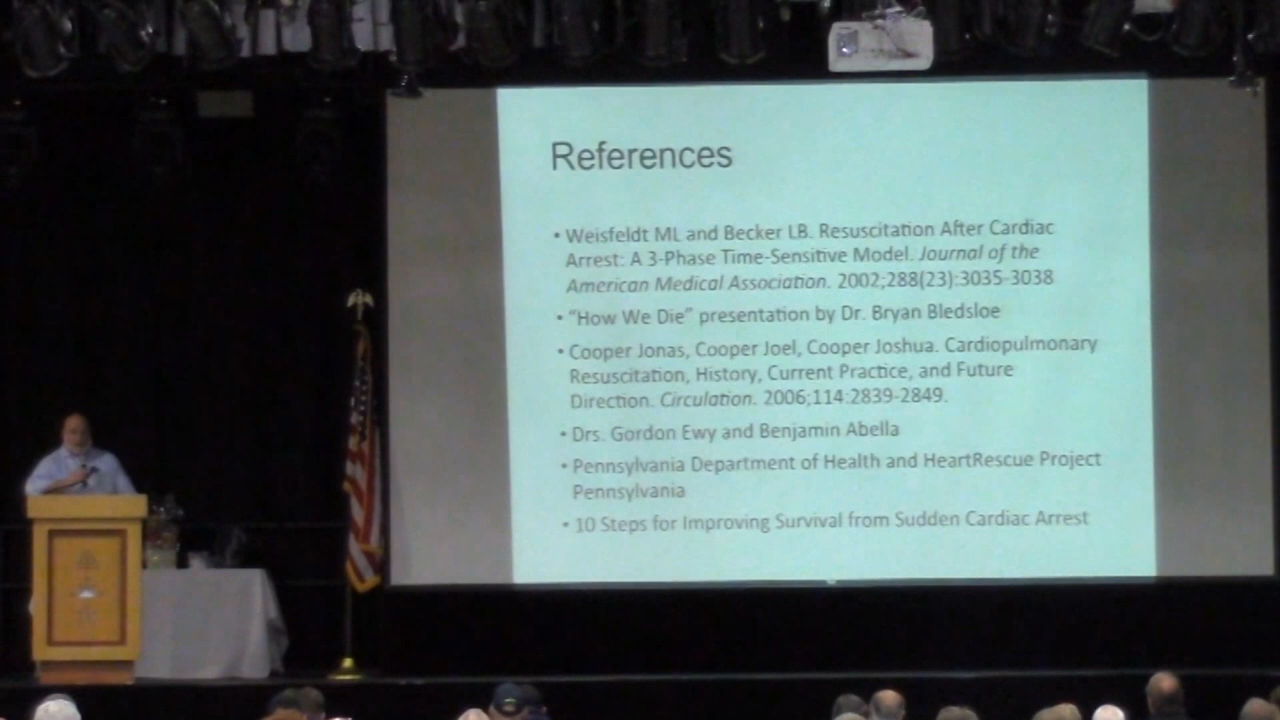 References
• Weisfeldt ML and Becker LB. Resuscitation After Cardiac
Arrest: A 3-Phase Time-Sensitive Model. Journal of the
American Medical Association. 2002;288(23):3035-3038
• “How We Die” presentation by Dr. Bryan Bledsloe
• Cooper Jonas, Cooper Joel, Cooper Joshua. Cardiopulmonary
Resuscitation, History, Current Practice, and Future
Direction. Circulation. 2006;114:2839-2849.
• Drs. Gordon Ewy and Benjamin Abella
• Pennsylvania Department of Health and HeartRescue Project
Pennsylvania
• 10 Steps for Improving Survival from Sudden Cardiac Arrest